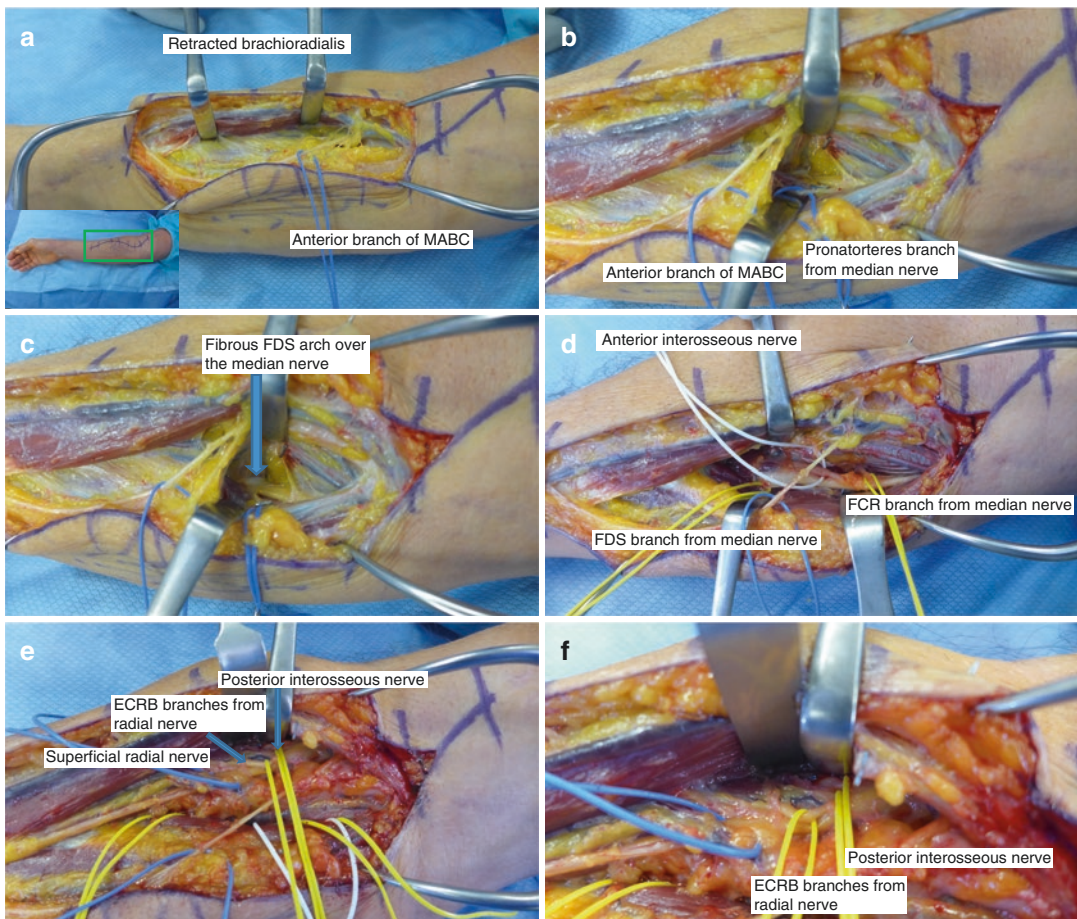 a
Retracted brachioradialis
Anterior branch of MABC
b
Anterior branch of MABC
Pronatorteres branch
from median nerve
c
Fibrous FDS arch over
the median nerve
d
Anterior interosseous nerve
FCR branch from median nerve
FDS branch from median nerve
e
Posterior interosseous nerve
ECRB branches from
radial nerve
Superficial radial nerve
f
Posterior interosseous nerve
ECRB branches from
radial nerve